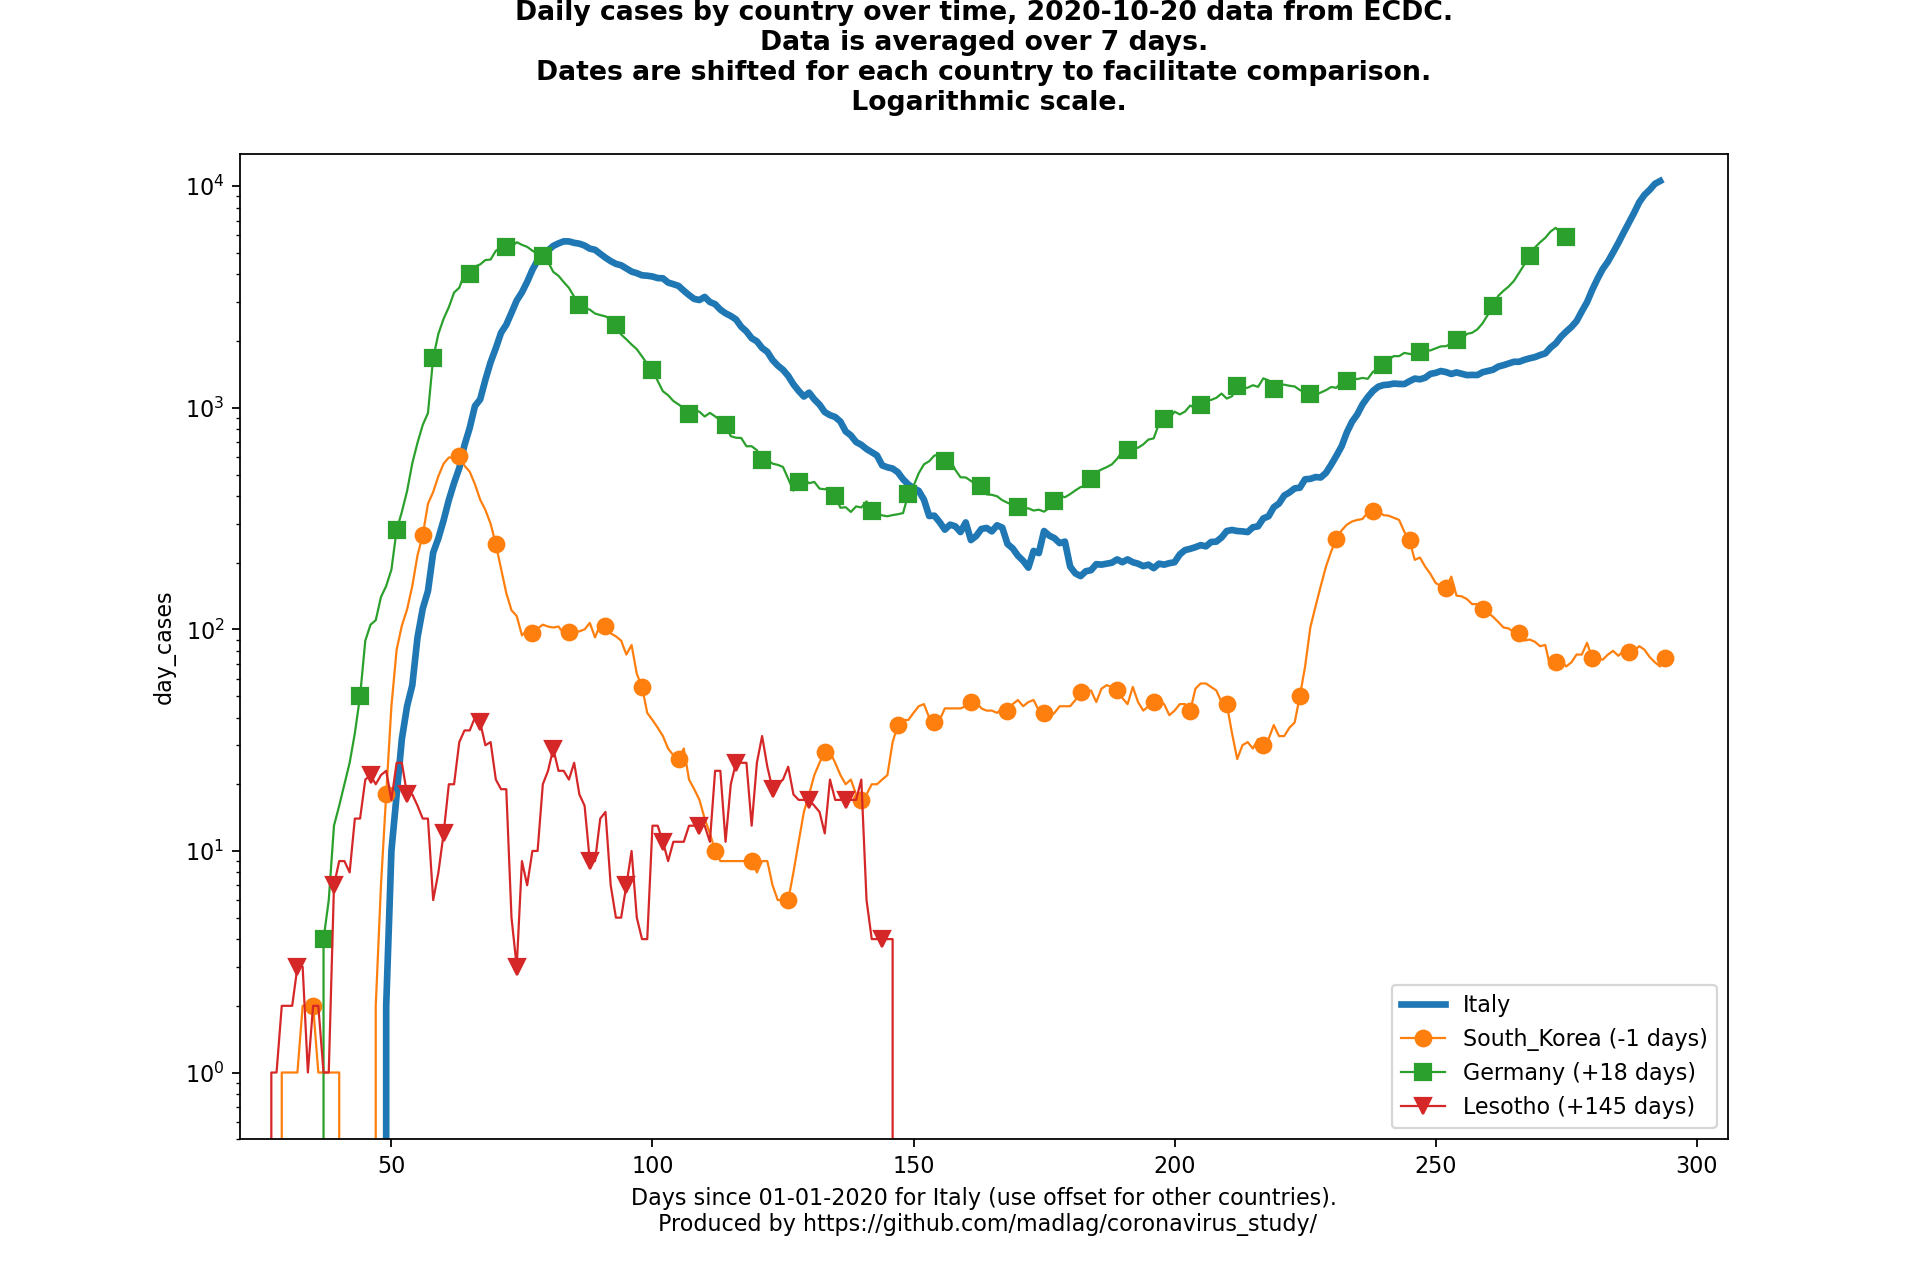 Daily cases by country over time, 2020-10-20 data from ECDC.
Data is averaged over 7 days.
Dates are shifted for each country to facilitate comparison.
Logarithmic scale.
10⁴
10³
10²
10¹
10⁰
day_cases
50 100 150 200 250 300
Italy
South_Korea (-1 days)
Germany (+18 days)
Lesotho (+145 days)
Days since 01-01-2020 for Italy (use offset for other countries).
Produced by https://github.com/madlag/coronavirus_study/